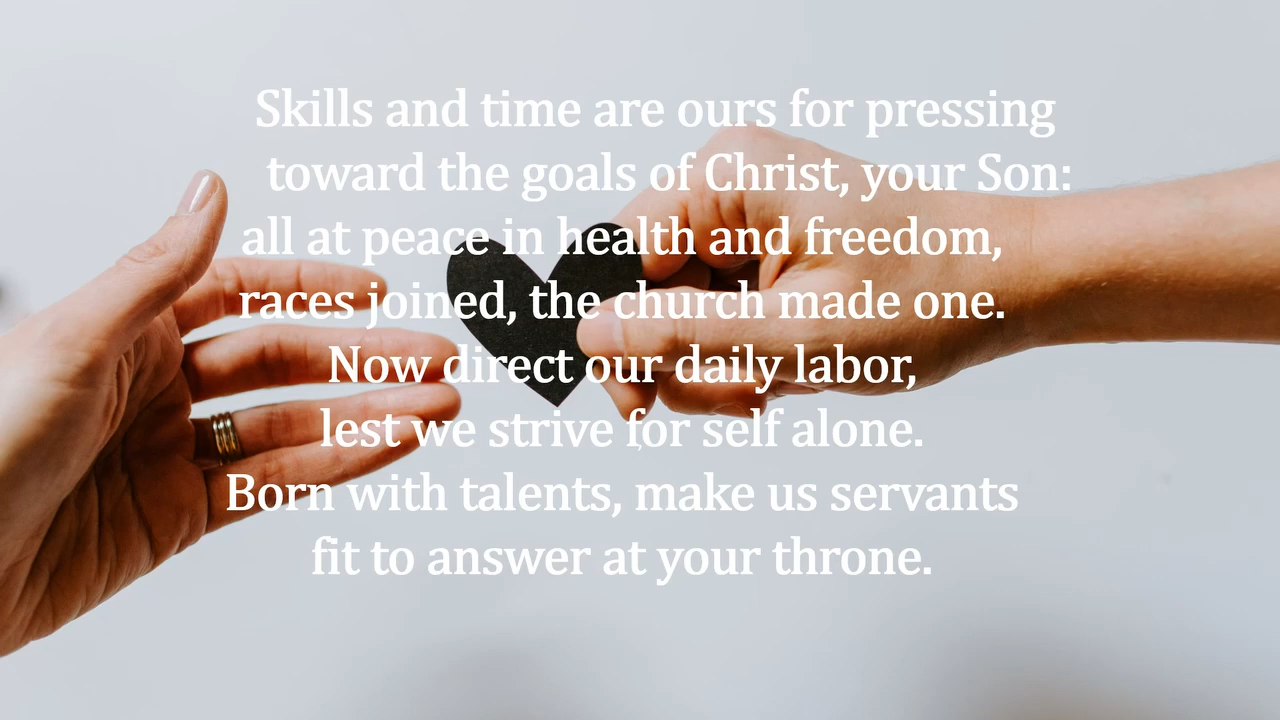 Skills and time are ours for pressing
toward the goals of Christ, your Son:
all at peace in health and freedom,
races joined, the church made one.
Now direct our daily labor,
lest we strive for self alone.
Born with talents, make us servants
fit to answer at your throne.